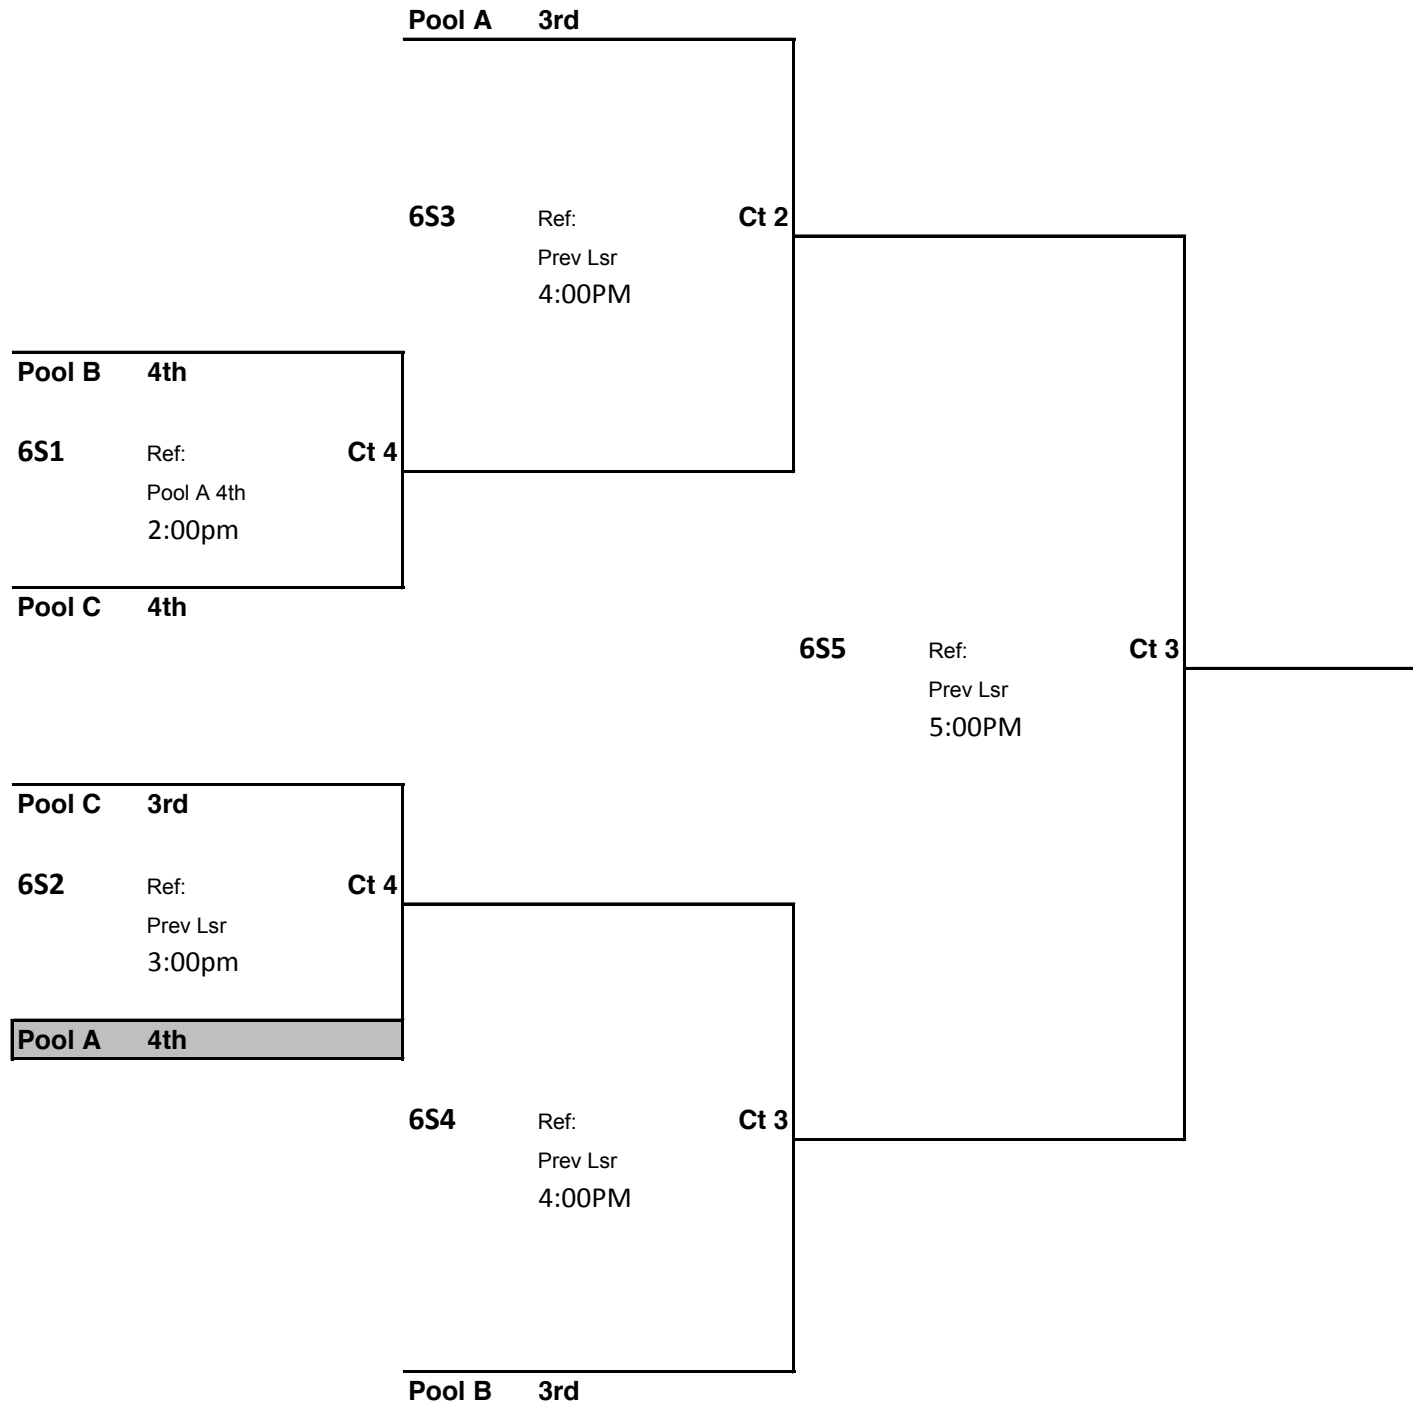 Pool A 3rd
6S3 Ref: Ct 2
Prev Lsr
4:00PM
Pool B 4th
6S1 Ref: Ct 4
Pool A 4th
2:00pm
Pool C 4th
6S5 Ref: Ct 3
Prev Lsr
5:00PM
Pool C 3rd
6S2 Ref: Ct 4
Prev Lsr
3:00pm
Pool A 4th
6S4 Ref: Ct 3
Prev Lsr
4:00PM
Pool B 3rd